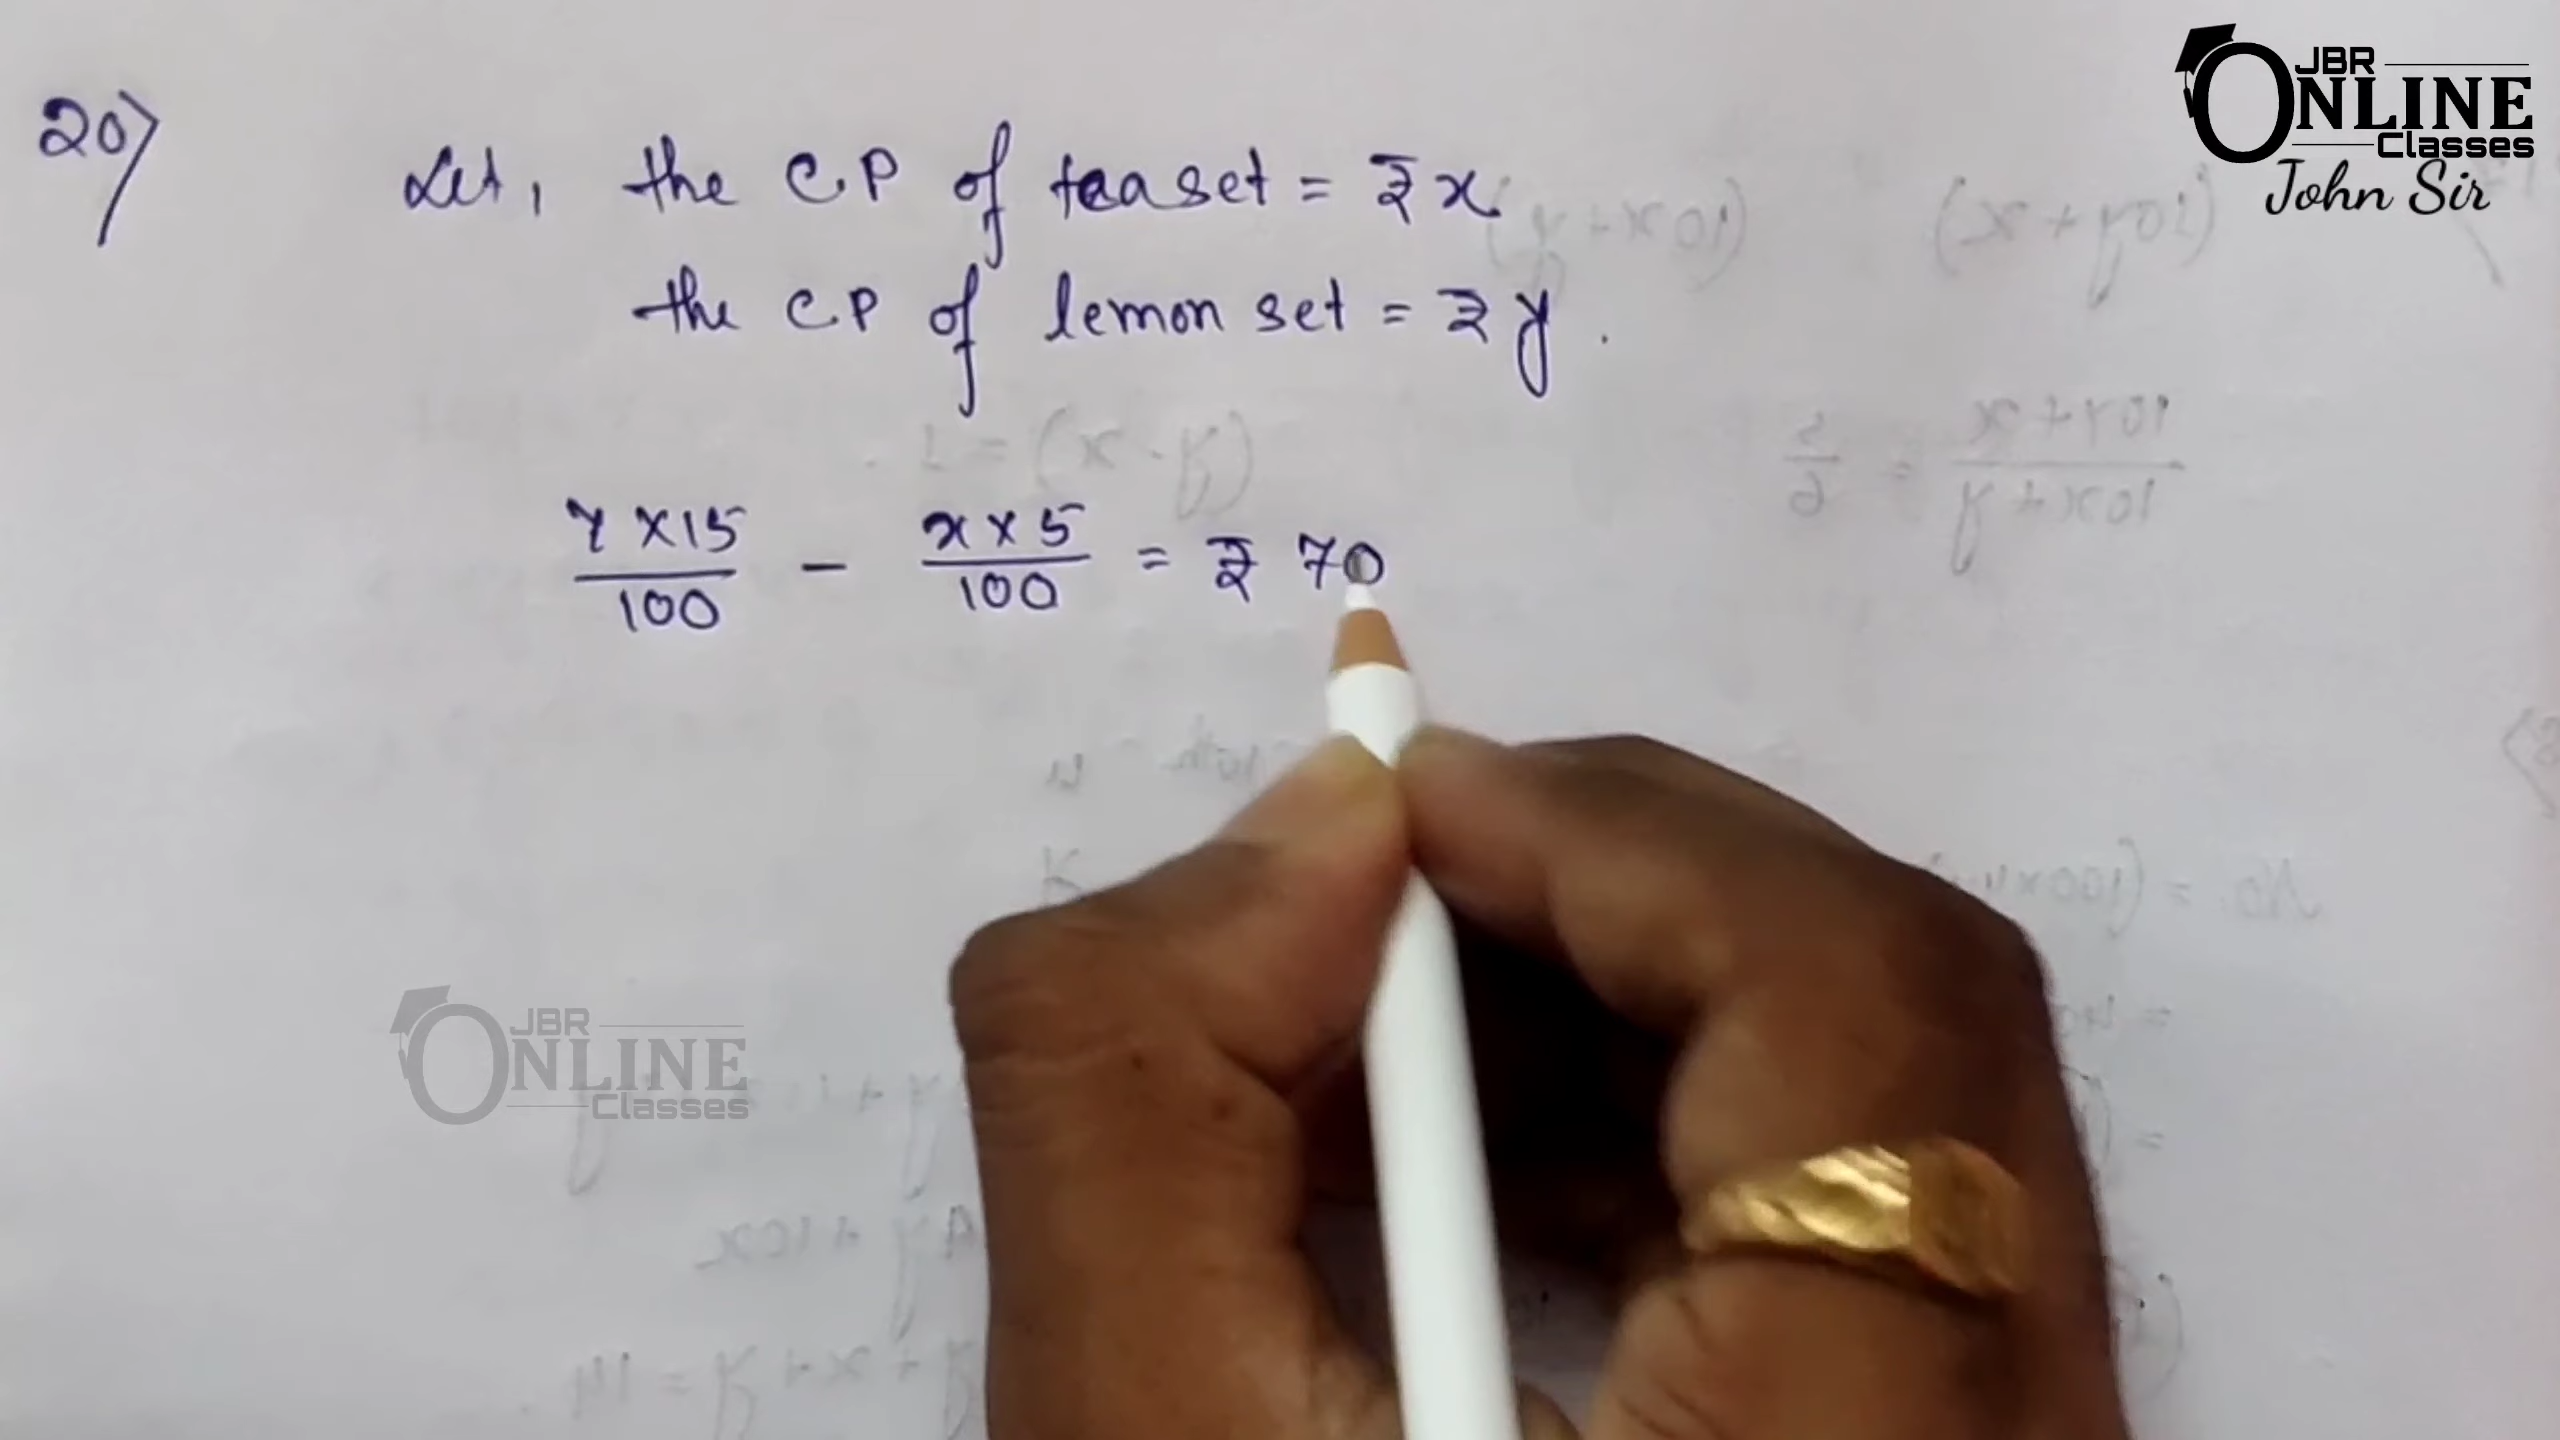 JBR
ONLINE
Classes
John Sir
20)
Let, the C.P of teaset = ₹ x.
the C.P of lemon set = ₹ y.
y × 15 / 100 − x × 5 / 100 = ₹ 70
JBR
ONLINE
Classes